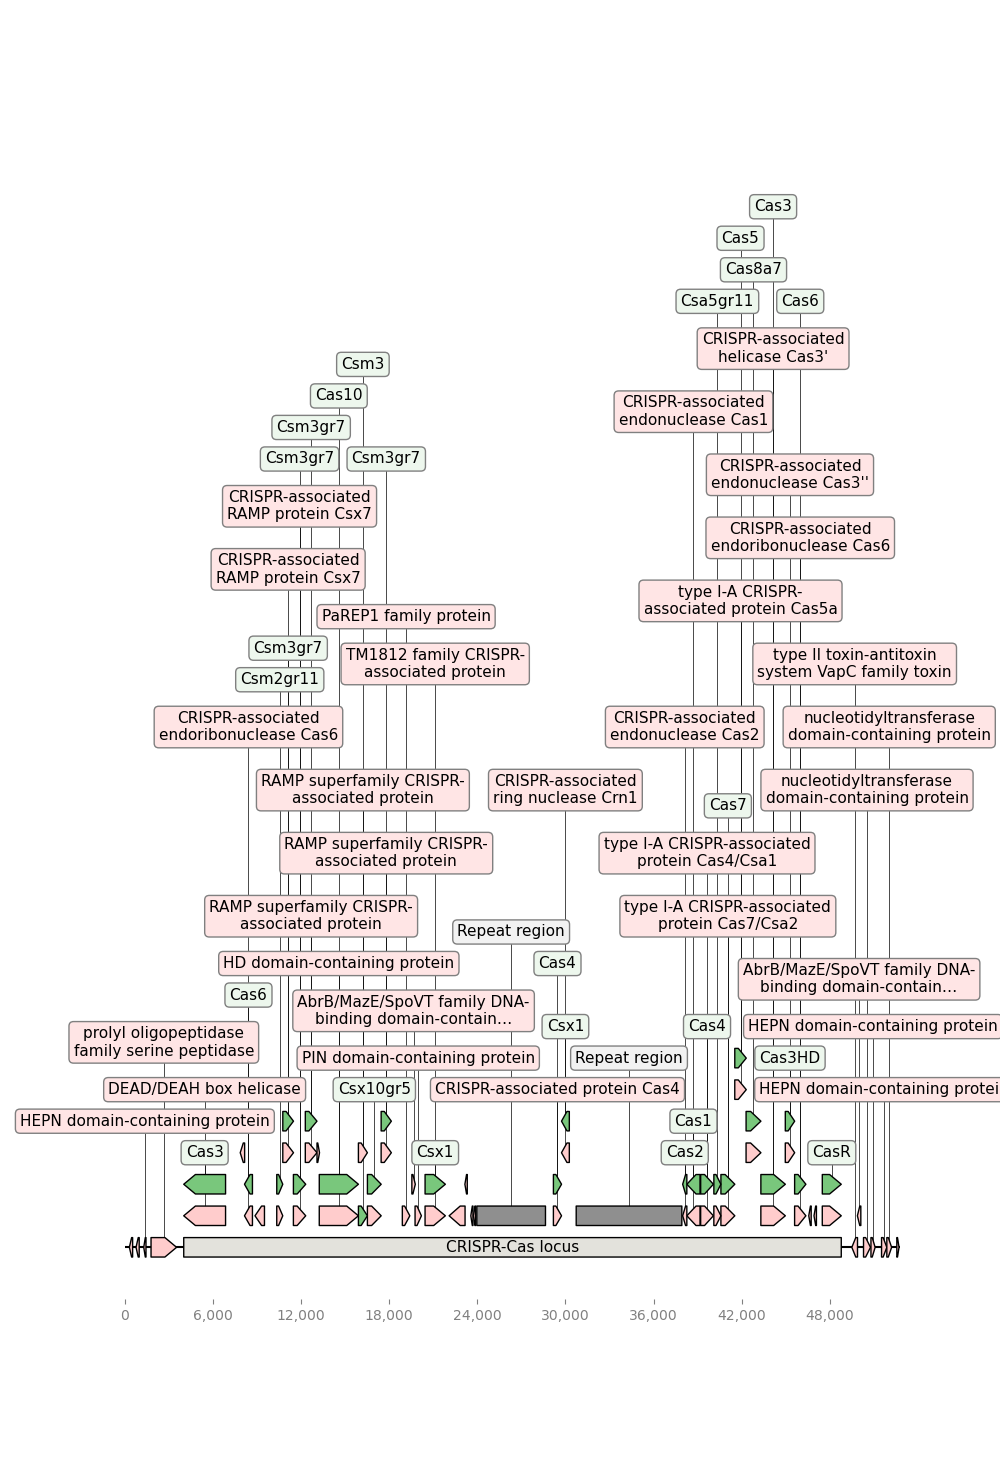 Cas3
Cas5
Cas8a7
Csa5gr11
Cas6
CRISPR-associated
helicase Cas3'
Csm3
Cas10
CRISPR-associated
endonuclease Cas1
Csm3gr7
Csm3gr7
Csm3gr7
CRISPR-associated
endonuclease Cas3''
CRISPR-associated
RAMP protein Csx7
CRISPR-associated
endoribonuclease Cas6
CRISPR-associated
RAMP protein Csx7
type I-A CRISPR-
associated protein Cas5a
PaREP1 family protein
Csm3gr7
TM1812 family CRISPR-
associated protein
type II toxin-antitoxin
system VapC family toxin
Csm2gr11
CRISPR-associated
endoribonuclease Cas6
CRISPR-associated
endonuclease Cas2
nucleotidyltransferase
domain-containing protein
RAMP superfamily CRISPR-
associated protein
CRISPR-associated
ring nuclease Crn1
nucleotidyltransferase
domain-containing protein
Cas7
RAMP superfamily CRISPR-
associated protein
type I-A CRISPR-associated
protein Cas4/Csa1
RAMP superfamily CRISPR-
associated protein
type I-A CRISPR-associated
protein Cas7/Csa2
Repeat region
HD domain-containing protein
Cas4
AbrB/MazE/SpoVT family DNA-
binding domain-contain...
Cas6
AbrB/MazE/SpoVT family DNA-
binding domain-contain...
prolyl oligopeptidase
family serine peptidase
Csx1
Cas4
HEPN domain-containing protein
PIN domain-containing protein
Repeat region
Cas3HD
DEAD/DEAH box helicase
Csx10gr5
CRISPR-associated protein Cas4
HEPN domain-containing protei
HEPN domain-containing protein
Cas1
Cas3
Csx1
Cas2
CasR
CRISPR-Cas locus
0
6,000
12,000
18,000
24,000
30,000
36,000
42,000
48,000